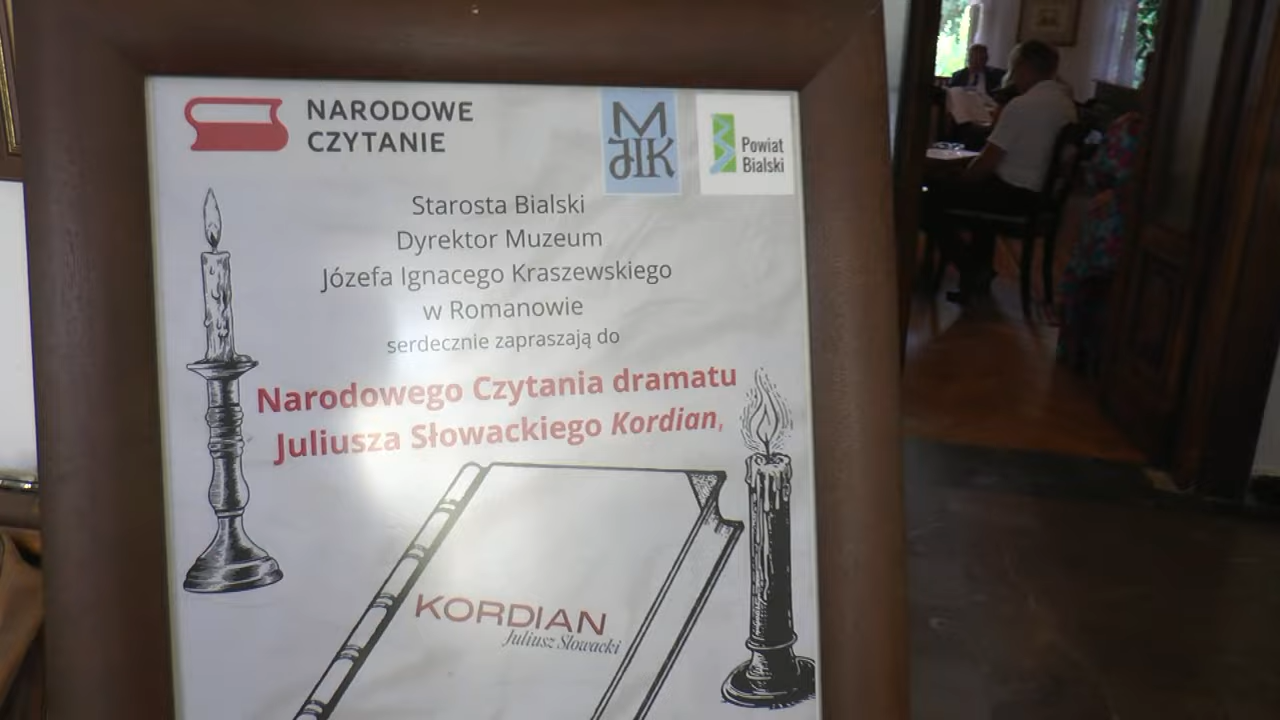 NARODOWE
CZYTANIE
MJIK
Powiat
Bialski
Starosta Bialski
Dyrektor Muzeum
Józefa Ignacego Kraszewskiego
w Romanowie
serdecznie zapraszają do
Narodowego Czytania dramatu
Juliusza Słowackiego Kordian,
KORDIAN
Juliusz Słowacki